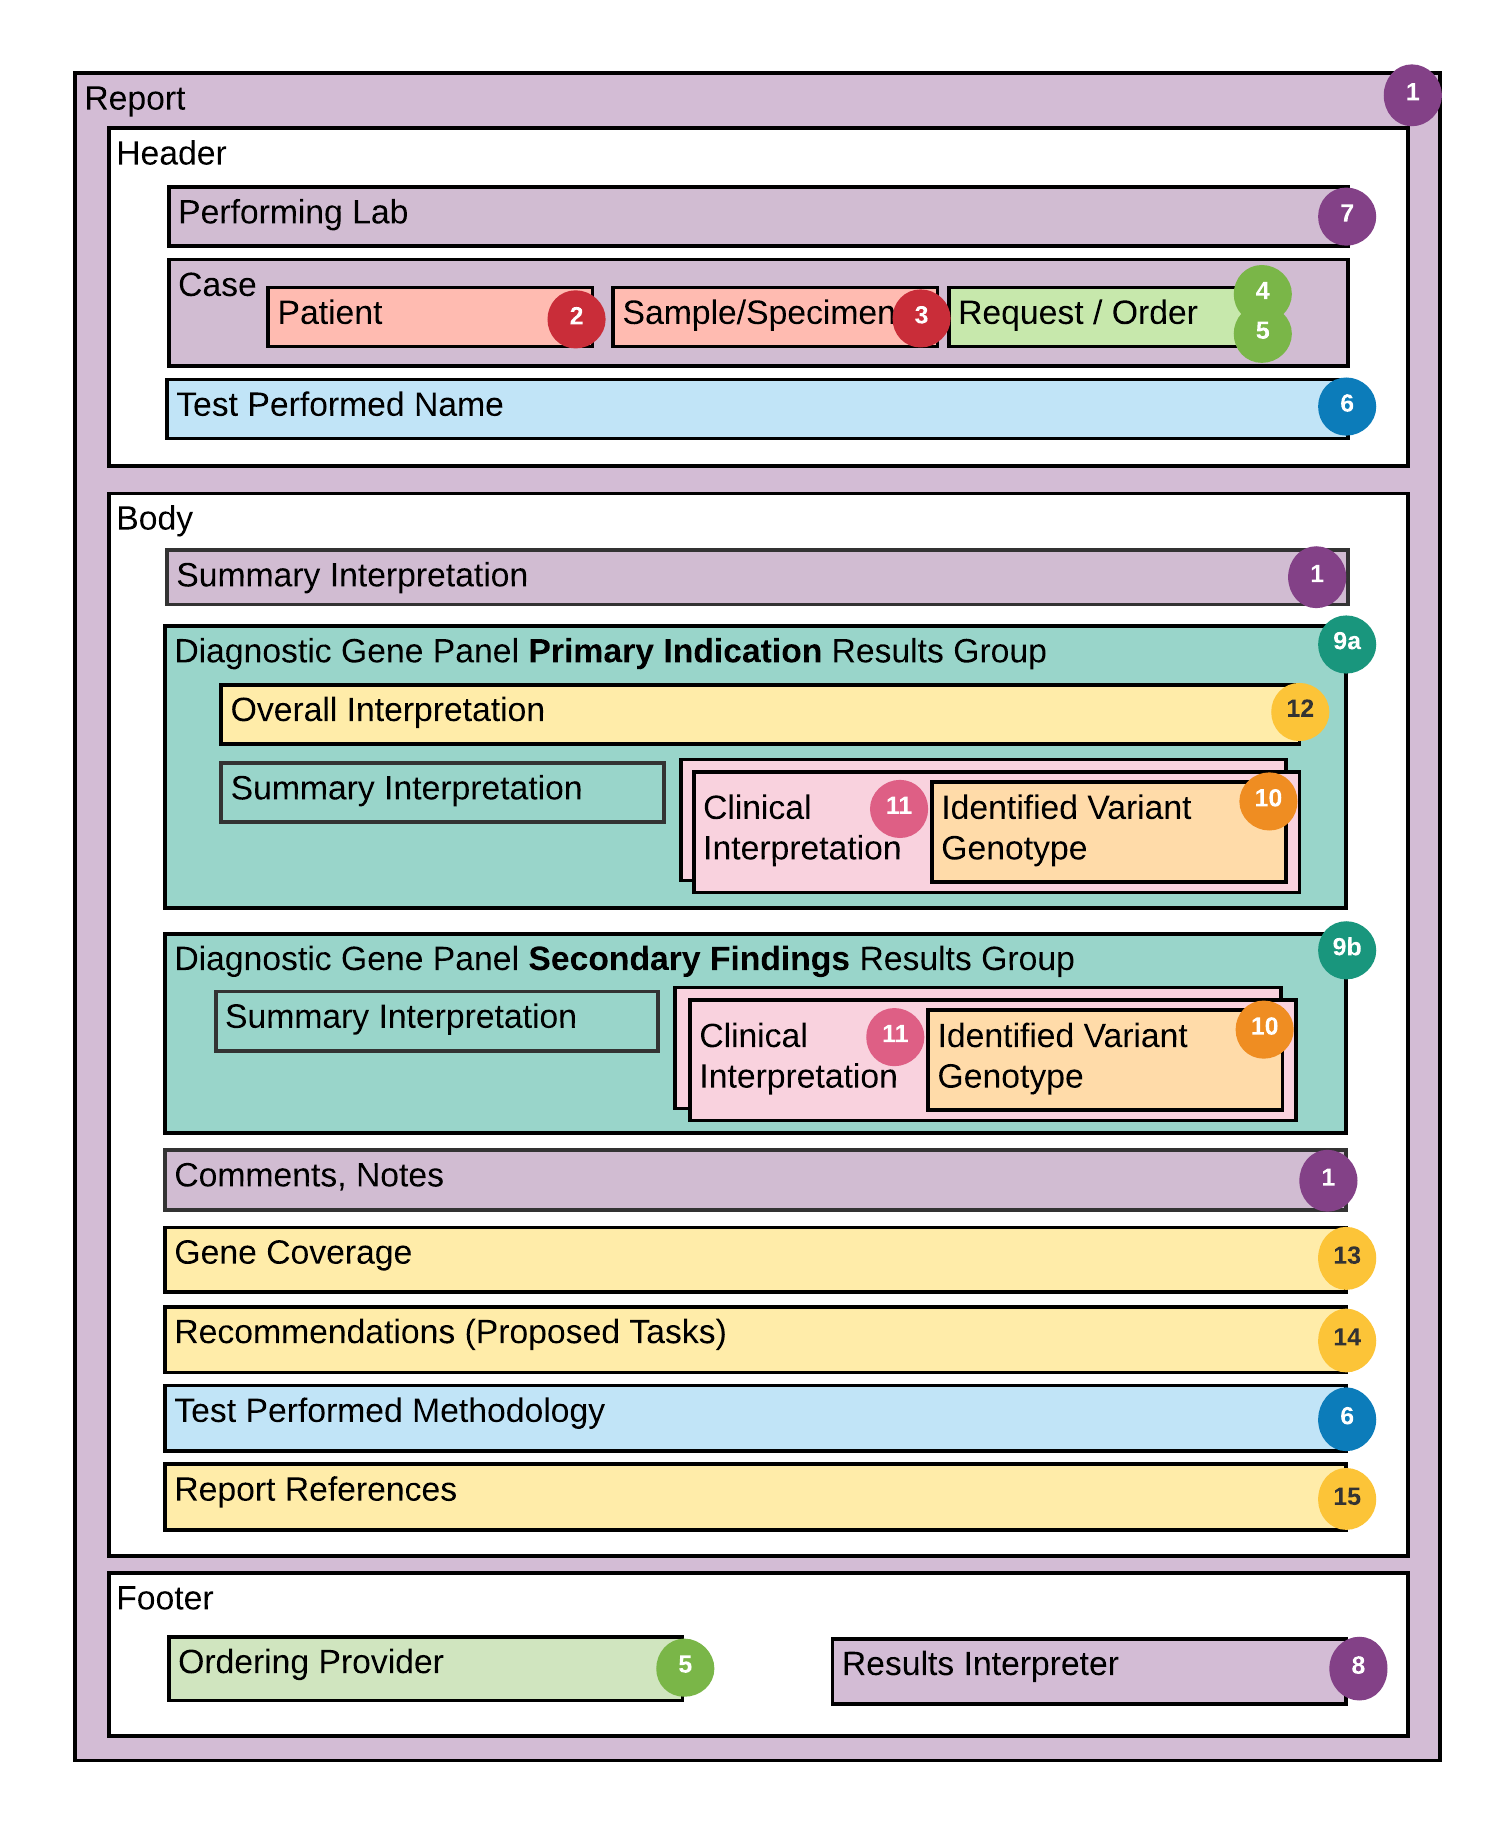 Report 1
Header
Performing Lab 7
Case
Patient 2 Sample/Specimen 3 Request / Order 4
5
Test Performed Name 6
Body
Summary Interpretation 1
Diagnostic Gene Panel Primary Indication Results Group 9a
Overall Interpretation 12
Summary Interpretation
Clinical 11
Interpretation
Identified Variant 10
Genotype
Diagnostic Gene Panel Secondary Findings Results Group 9b
Summary Interpretation
Clinical 11
Interpretation
Identified Variant 10
Genotype
Comments, Notes 1
Gene Coverage 13
Recommendations (Proposed Tasks) 14
Test Performed Methodology 6
Report References 15
Footer
Ordering Provider 5
Results Interpreter 8